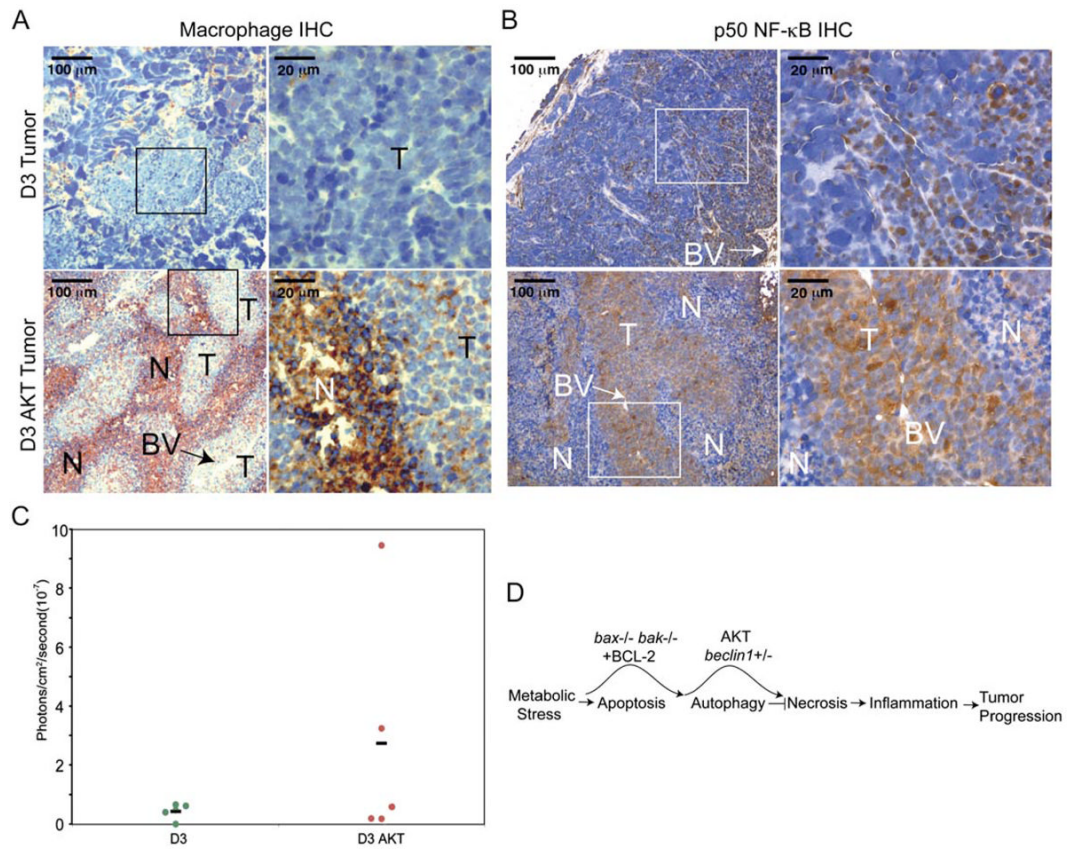 A
Macrophage IHC
D3 Tumor
100 μm
20 μm
T
D3 AKT Tumor
100 μm
T
N
T
BV
N
T
20 μm
T
N
B
p50 NF-κB IHC
100 μm
BV
20 μm
100 μm
N
T
BV
N
N
20 μm
T
N
BV
N
C
Photons/cm²/second(10⁻⁷)
10
8
6
4
2
0
D3
D3 AKT
D
bax-/- bak-/-
+BCL-2
AKT
beclin1+/-
Metabolic
Stress
Apoptosis
Autophagy
Necrosis
Inflammation
Tumor
Progression